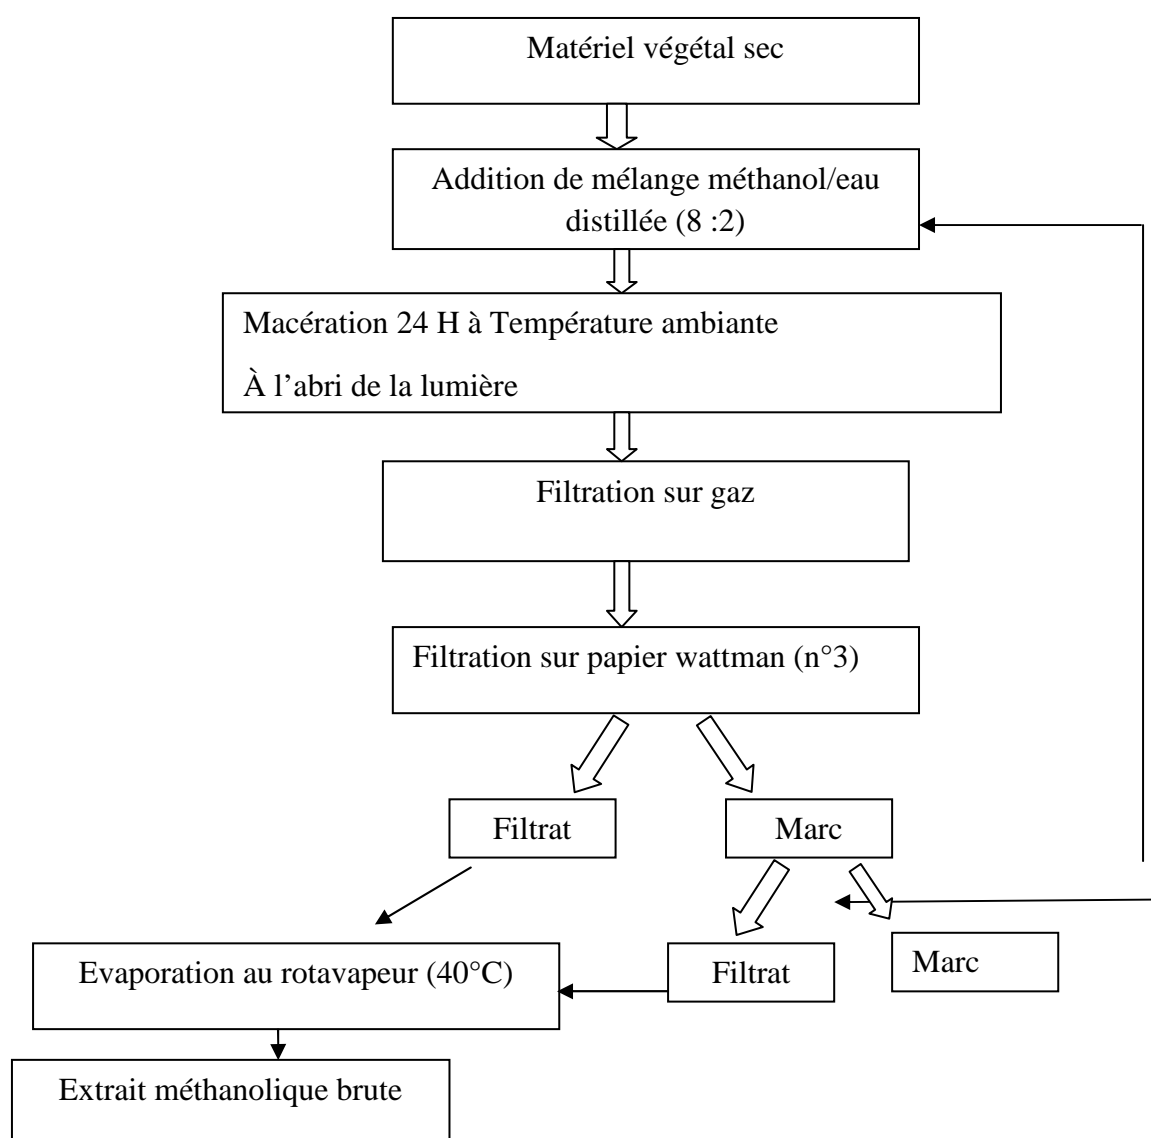 Matériel végétal sec
Addition de mélange méthanol/eau
distillée (8 :2)
Macération 24 H à Température ambiante
À l’abri de la lumière
Filtration sur gaz
Filtration sur papier wattman (n°3)
Filtrat
Marc
Evaporation au rotavapeur (40°C)
Filtrat
Marc
Extrait méthanolique brute